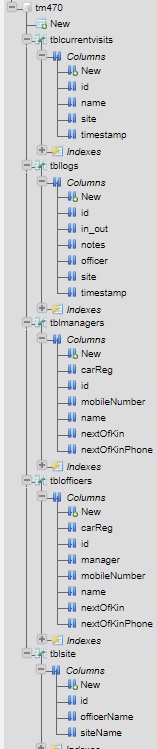 tm470
New
tblcurrentvisits
Columns
New
id
name
site
timestamp
Indexes
tbllogs
Columns
New
id
in_out
notes
officer
site
timestamp
Indexes
tblmanagers
Columns
New
carReg
id
mobileNumber
name
nextOfKin
nextOfKinPhone
Indexes
tblofficers
Columns
New
carReg
id
manager
mobileNumber
name
nextOfKin
nextOfKinPhone
Indexes
tblsite
Columns
New
id
officerName
siteName
Indexes